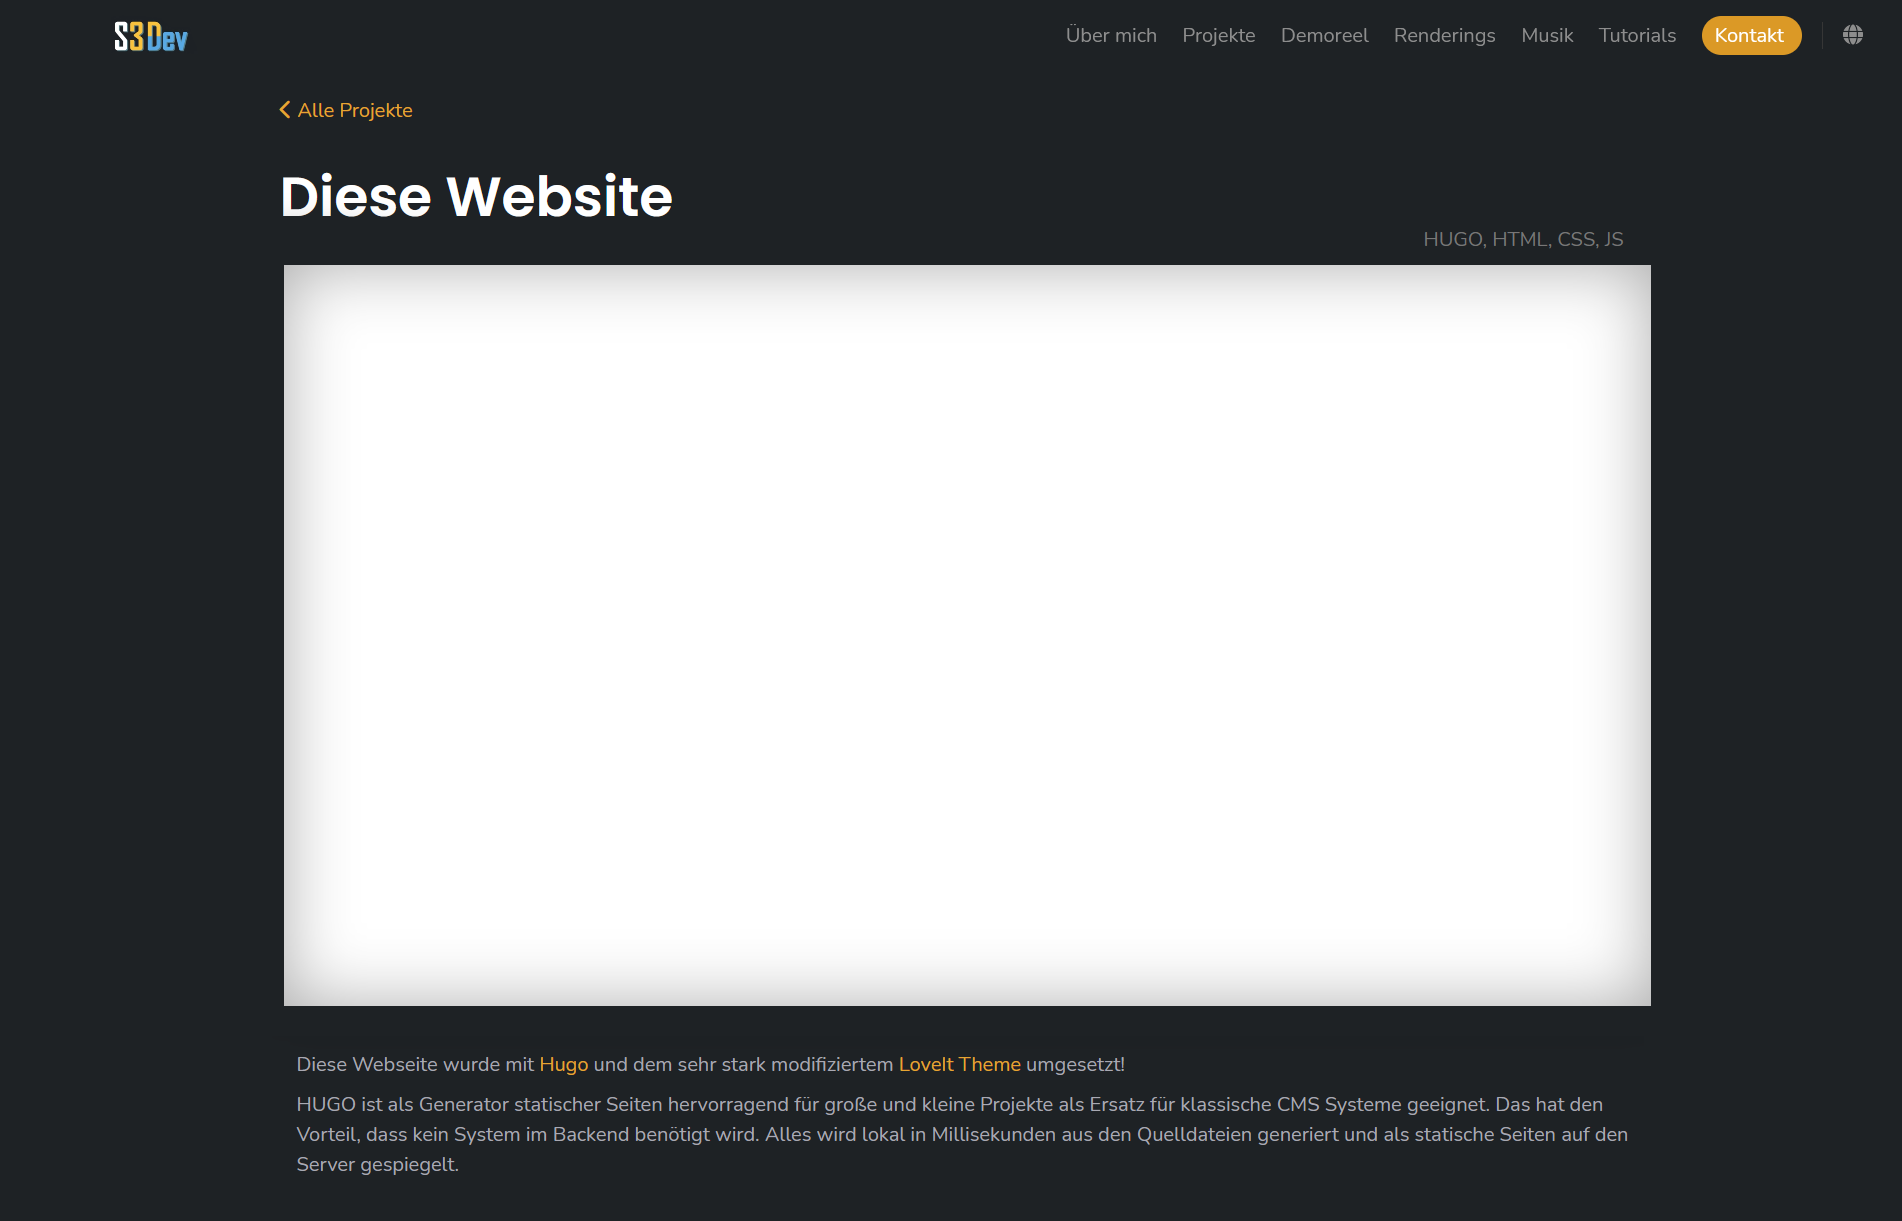 S3Dev
Über mich Projekte Demoreel Renderings Musik Tutorials Kontakt
Alle Projekte
Diese Website
HUGO, HTML, CSS, JS
Diese Webseite wurde mit Hugo und dem sehr stark modifiziertem LoveIt Theme umgesetzt!
HUGO ist als Generator statischer Seiten hervorragend für große und kleine Projekte als Ersatz für klassische CMS Systeme geeignet. Das hat den
Vorteil, dass kein System im Backend benötigt wird. Alles wird lokal in Millisekunden aus den Quelldateien generiert und als statische Seiten auf den
Server gespiegelt.